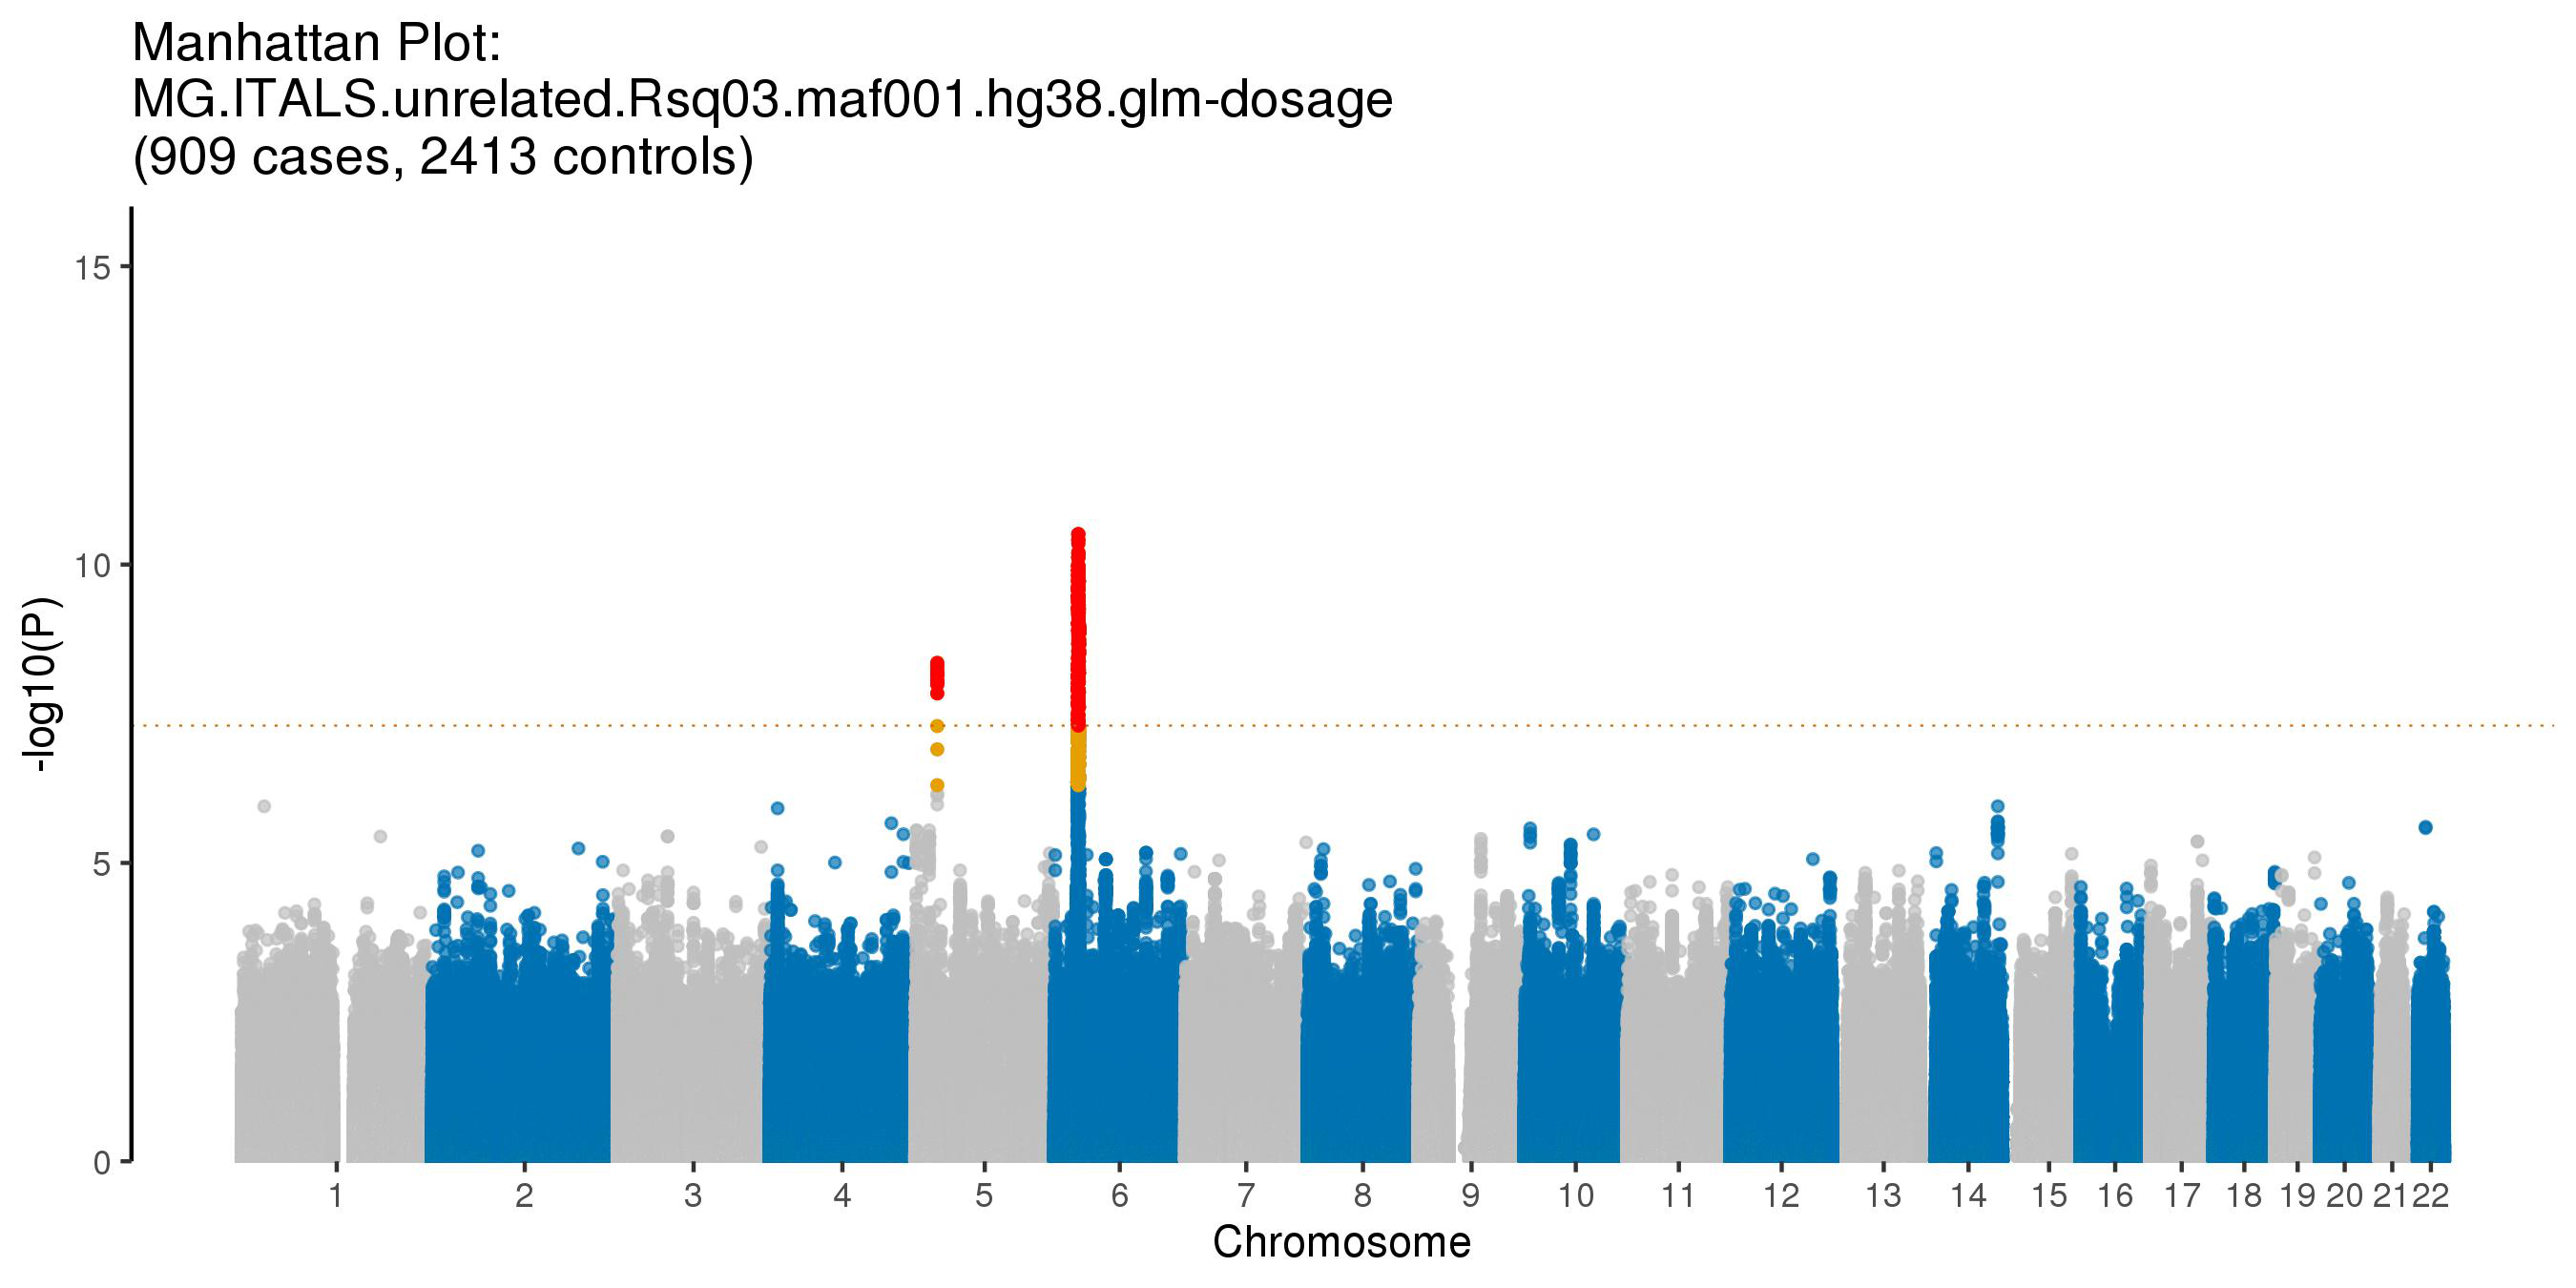 Manhattan Plot:
MG.ITALS.unrelated.Rsq03.maf001.hg38.glm-dosage
(909 cases, 2413 controls)
15
10
5
0
-log10(P)
1 2 3 4 5 6 7 8 9 10 11 12 13 14 15 16 17 18 19 20 21 22
Chromosome